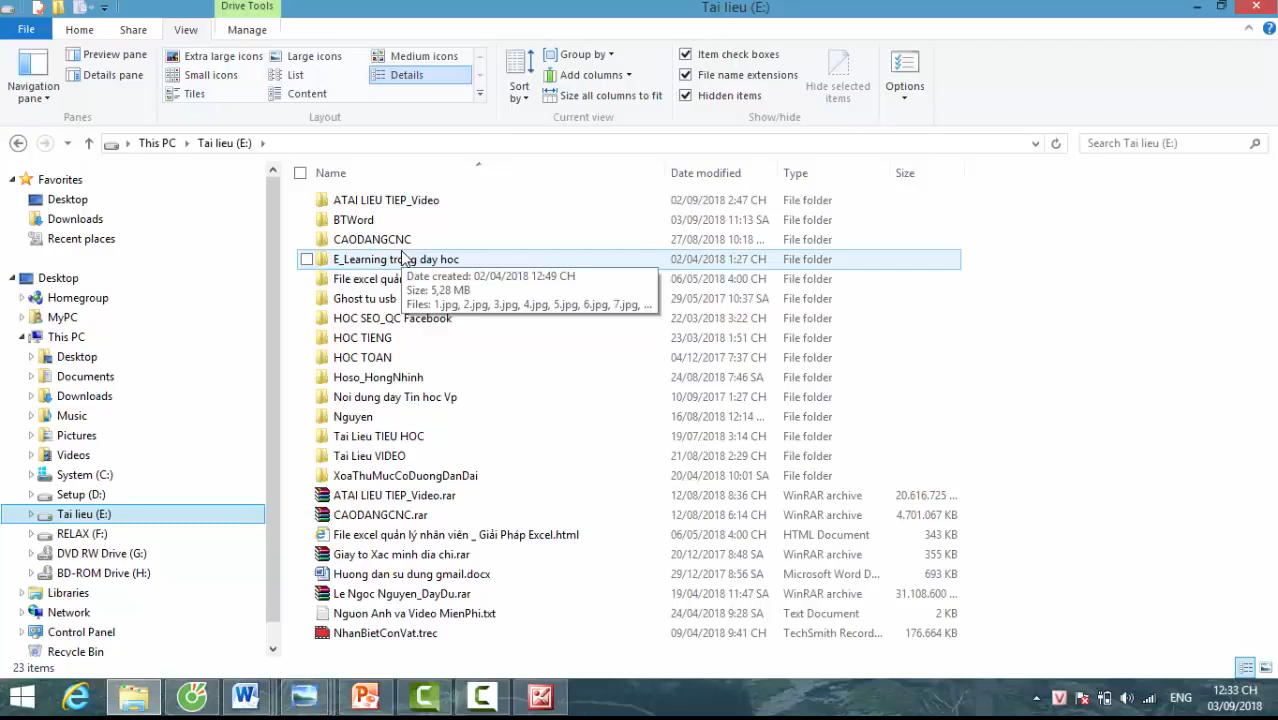 Drive Tools
Tai lieu (E:)
File Home Share View Manage
Navigation pane
Preview pane
Details pane
Panes
Extra large icons Large icons Medium icons
Small icons List Details
Tiles Content
Layout
Sort by
Group by
Add columns
Size all columns to fit
Current view
Item check boxes
File name extensions
Hidden items
Hide selected items
Show/hide
Options
This PC Tai lieu (E:)
Search Tai lieu (E:)
Favorites
Desktop
Downloads
Recent places
Desktop
Homegroup
MyPC
This PC
Desktop
Documents
Downloads
Music
Pictures
Videos
System (C:)
Setup (D:)
Tai lieu (E:)
RELAX (F:)
DVD RW Drive (G:)
BD-ROM Drive (H:)
Libraries
Network
Control Panel
Recycle Bin
Name Date modified Type Size
ATAI LIEU TIEP_Video 02/09/2018 2:47 CH File folder
BTWord 03/09/2018 11:13 SA File folder
CAODANGCNC 27/08/2018 10:18 ... File folder
E_Learning trong day hoc 02/04/2018 1:27 CH File folder
File excel quản 06/05/2018 4:00 CH File folder
Date created: 02/04/2018 12:49 CH
Size: 5,28 MB
Files: 1.jpg, 2.jpg, 3.jpg, 4.jpg, 5.jpg, 6.jpg, 7.jpg, ...
Ghost tu usb 29/05/2017 10:37 SA File folder
HOC SEO_QC Facebook 22/03/2018 3:22 CH File folder
HOC TIENG 23/03/2018 1:51 CH File folder
HOC TOAN 04/12/2017 7:37 CH File folder
Hoso_HongNhinh 24/08/2018 7:46 SA File folder
Noi dung day Tin hoc Vp 10/09/2017 1:27 CH File folder
Nguyen 16/08/2018 12:14 ... File folder
Tai Lieu TIEU HOC 19/07/2018 3:14 CH File folder
Tai Lieu VIDEO 21/08/2018 2:29 CH File folder
XoaThuMucCoDuongDanDai 20/04/2018 10:01 SA File folder
ATAI LIEU TIEP_Video.rar 12/08/2018 8:36 CH WinRAR archive 20.616.725 ...
CAODANGCNC.rar 12/08/2018 6:14 CH WinRAR archive 4.701.067 KB
File excel quản lý nhân viên _ Giải Pháp Excel.html 06/05/2018 4:00 CH HTML Document 343 KB
Giay to Xac minh dia chi.rar 20/12/2017 8:48 SA WinRAR archive 355 KB
Huong dan su dung gmail.docx 29/12/2017 8:56 SA Microsoft Word D... 693 KB
Le Ngoc Nguyen_DayDu.rar 19/04/2018 11:47 SA WinRAR archive 31.108.600 ...
Nguon Anh va Video MienPhi.txt 24/04/2018 9:28 SA Text Document 2 KB
NhanBietConVat.trec 09/04/2018 9:41 CH TechSmith Record... 176.664 KB
23 items
ENG
12:33 CH
03/09/2018